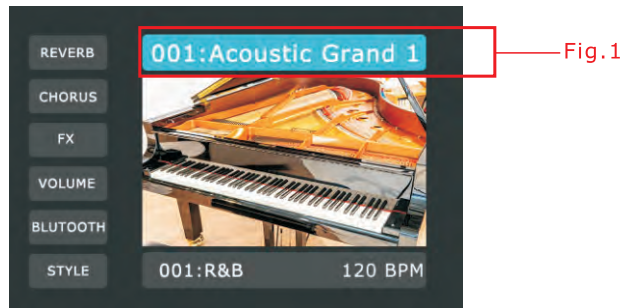 REVERB
CHORUS
FX
VOLUME
BLUTOOTH
STYLE
001:Acoustic Grand 1
001:R&B 120 BPM
Fig.1